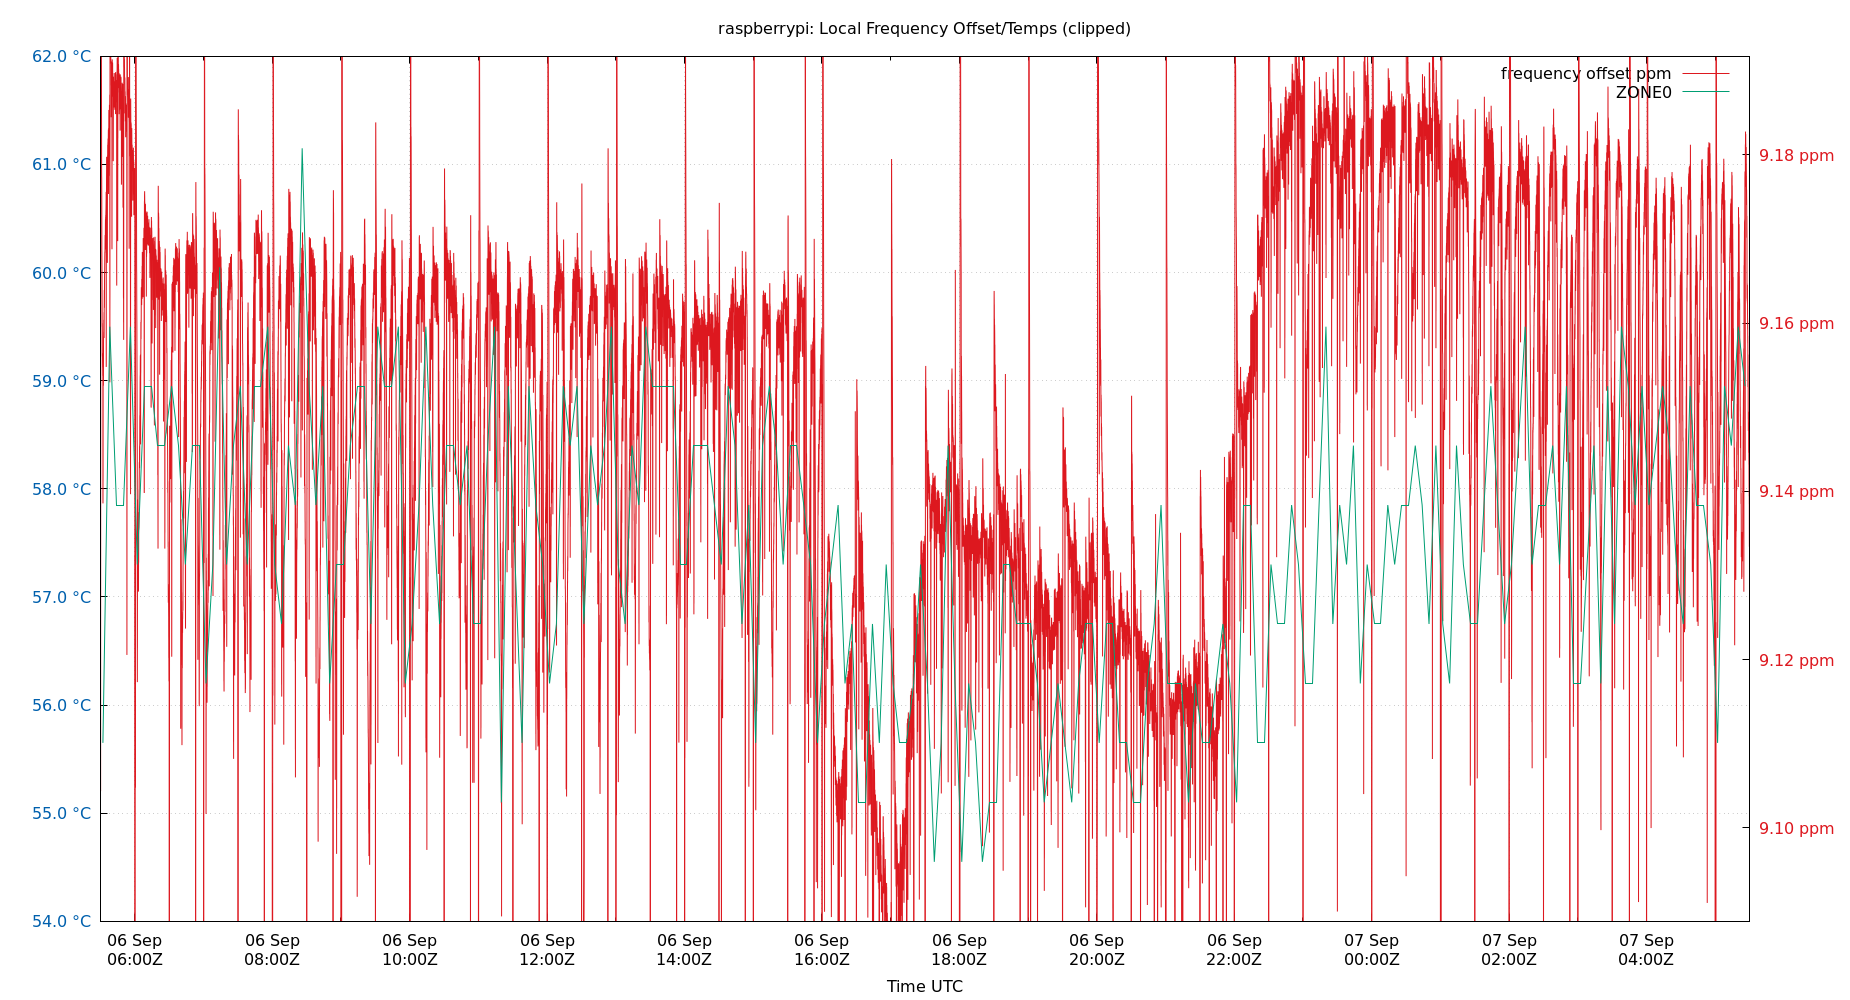 raspberrypi: Local Frequency Offset/Temps (clipped)
62.0 °C
61.0 °C
60.0 °C
59.0 °C
58.0 °C
57.0 °C
56.0 °C
55.0 °C
54.0 °C
frequency offset ppm
ZONE0
9.18 ppm
9.16 ppm
9.14 ppm
9.12 ppm
9.10 ppm
06 Sep 06 Sep 06 Sep 06 Sep 06 Sep 06 Sep 06 Sep 06 Sep 06 Sep 07 Sep 07 Sep 07 Sep
06:00Z 08:00Z 10:00Z 12:00Z 14:00Z 16:00Z 18:00Z 20:00Z 22:00Z 00:00Z 02:00Z 04:00Z
Time UTC